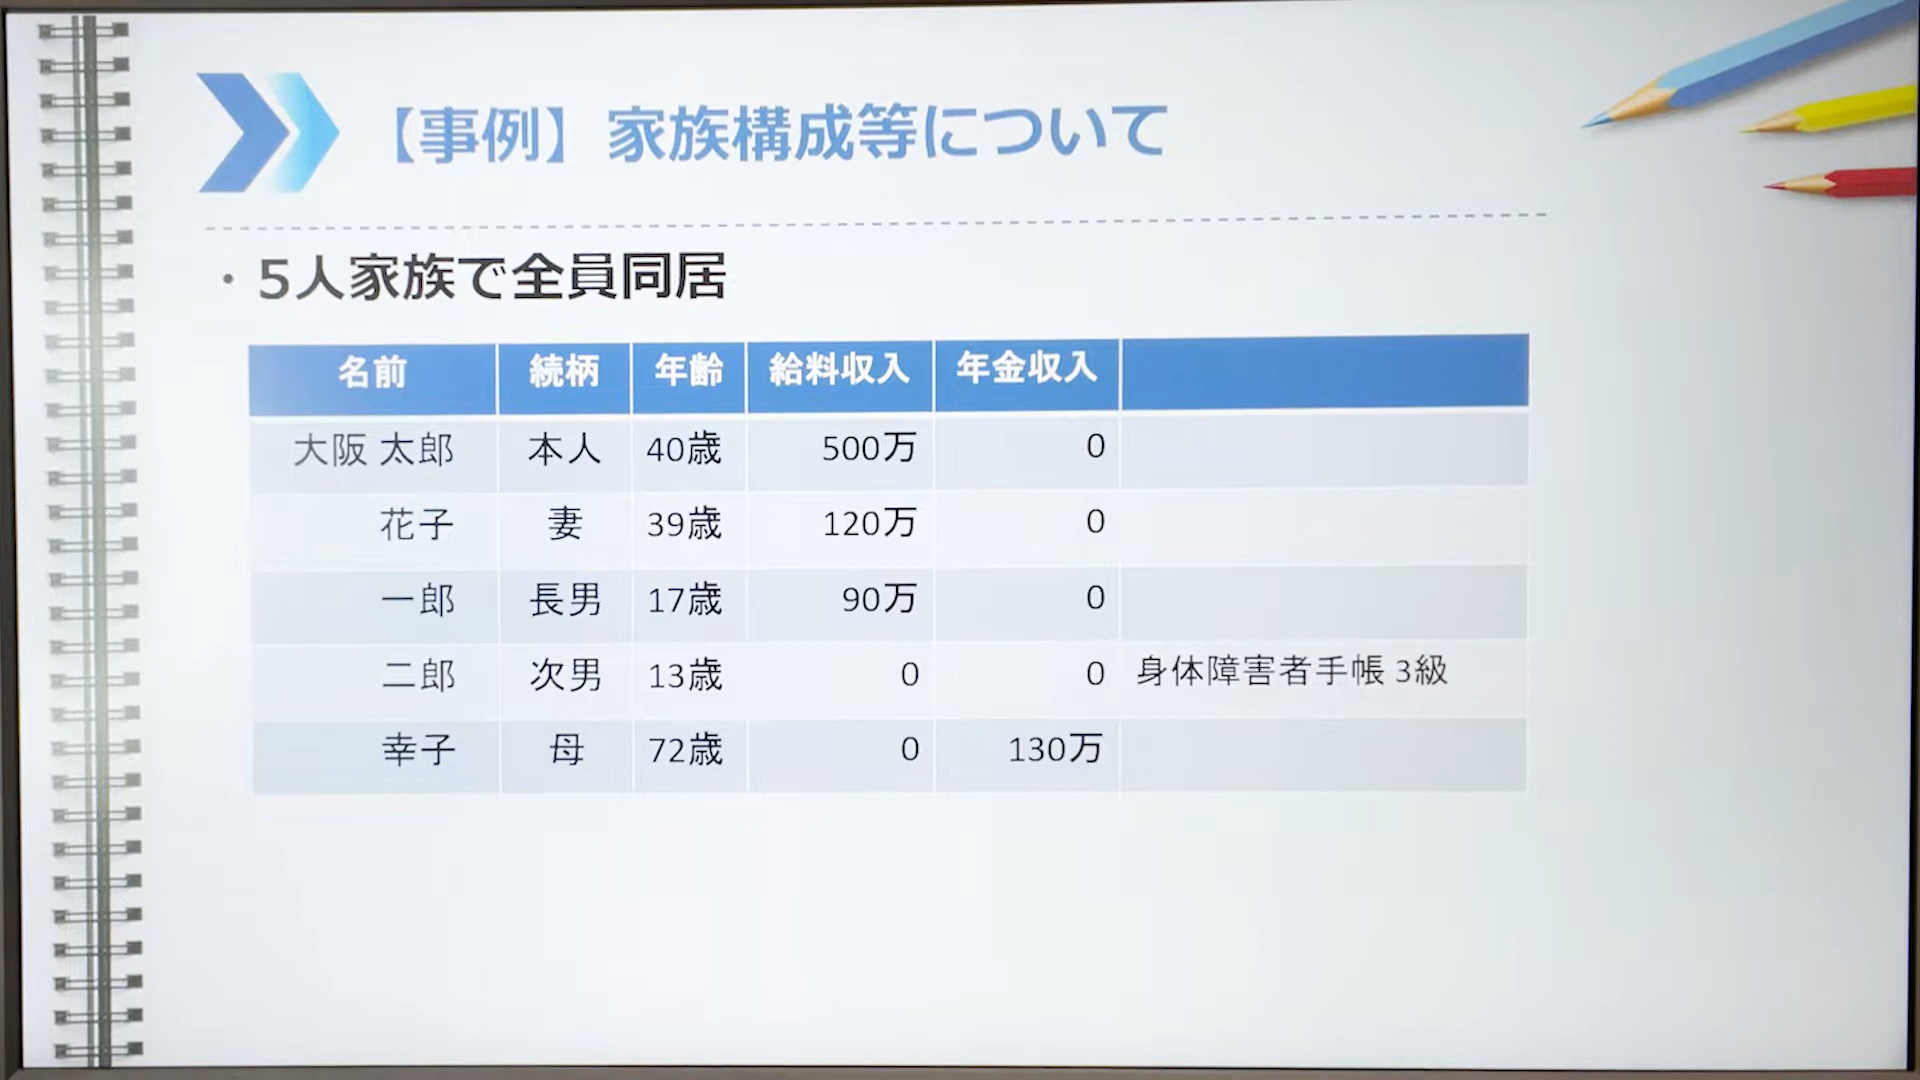 【事例】家族構成等について
・5人家族で全員同居
名前 続柄 年齢 給料収入 年金収入
大阪 太郎 本人 40歳 500万 0
花子 妻 39歳 120万 0
一郎 長男 17歳 90万 0
二郎 次男 13歳 0 0 身体障害者手帳 3級
幸子 母 72歳 0 130万